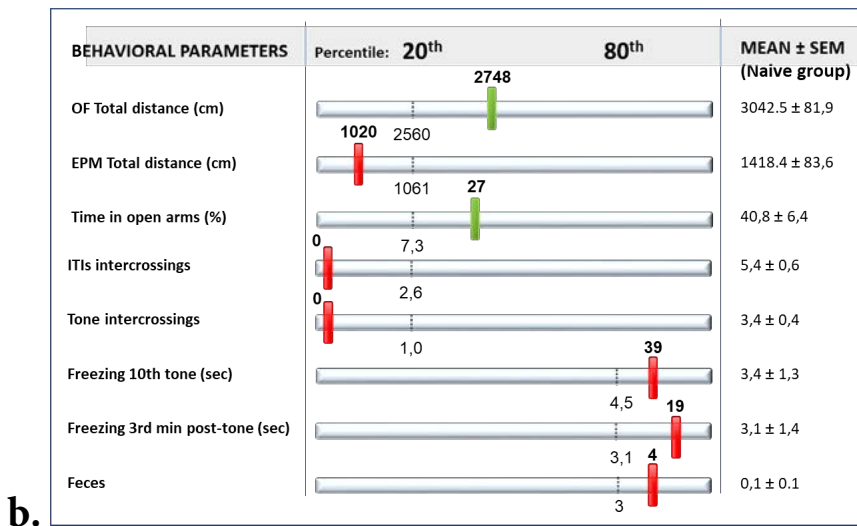 BEHAVIORAL PARAMETERS Percentile: 20th 80th MEAN ± SEM
(Naive group)
2748
OF Total distance (cm) 3042.5 ± 81,9
2560
1020
EPM Total distance (cm) 1418.4 ± 83,6
1061
27
Time in open arms (%) 40,8 ± 6,4
7,3
0
ITIs intercrossings 5,4 ± 0,6
2,6
0
Tone intercrossings 3,4 ± 0,4
1,0
39
Freezing 10th tone (sec) 3,4 ± 1,3
4,5
19
Freezing 3rd min post-tone (sec) 3,1 ± 1,4
3,1
4
Feces 0,1 ± 0.1
3
b.